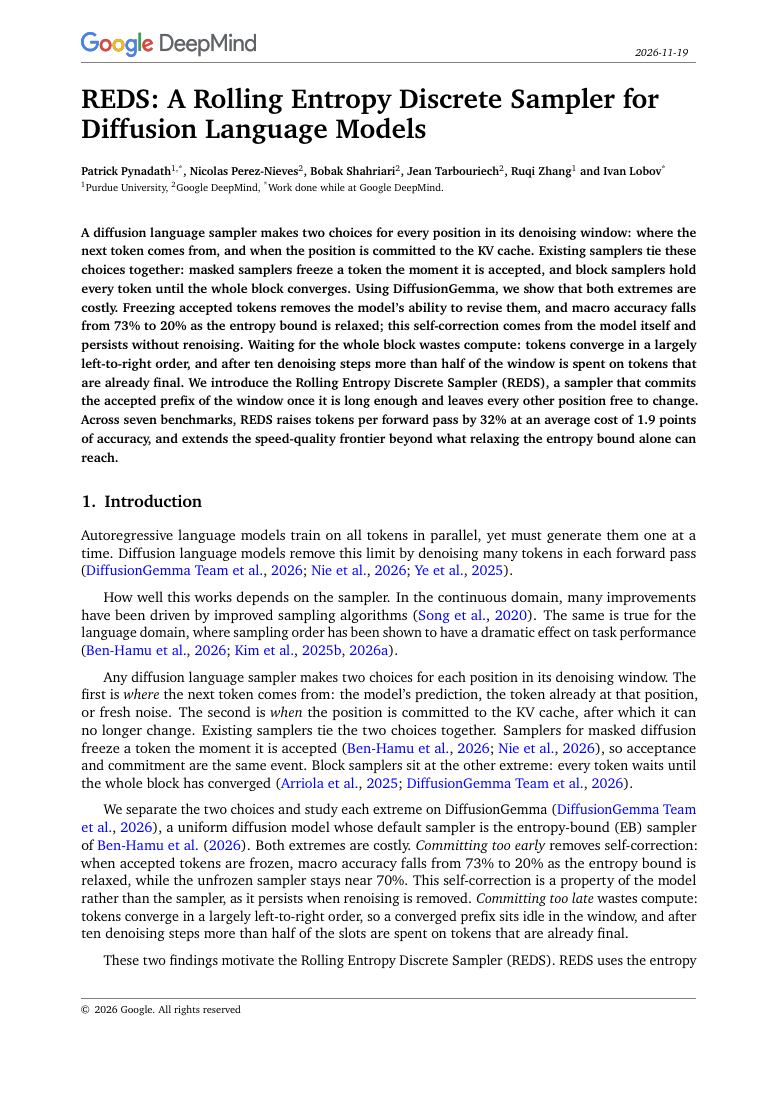 Google DeepMind
2026-11-19
REDS: A Rolling Entropy Discrete Sampler for
Diffusion Language Models
Patrick Pynadath1,*, Nicolas Perez-Nieves2, Bobak Shahriari2, Jean Tarbouriech2, Ruqi Zhang1 and Ivan Lobov*
1Purdue University, 2Google DeepMind, *Work done while at Google DeepMind.
A diffusion language sampler makes two choices for every position in its denoising window: where the
next token comes from, and when the position is committed to the KV cache. Existing samplers tie these
choices together: masked samplers freeze a token the moment it is accepted, and block samplers hold
every token until the whole block converges. Using DiffusionGemma, we show that both extremes are
costly. Freezing accepted tokens removes the model's ability to revise them, and macro accuracy falls
from 73% to 20% as the entropy bound is relaxed; this self-correction comes from the model itself and
persists without renoising. Waiting for the whole block wastes compute: tokens converge in a largely
left-to-right order, and after ten denoising steps more than half of the window is spent on tokens that
are already final. We introduce the Rolling Entropy Discrete Sampler (REDS), a sampler that commits
the accepted prefix of the window once it is long enough and leaves every other position free to change.
Across seven benchmarks, REDS raises tokens per forward pass by 32% at an average cost of 1.9 points
of accuracy, and extends the speed-quality frontier beyond what relaxing the entropy bound alone can
reach.
1. Introduction
Autoregressive language models train on all tokens in parallel, yet must generate them one at a
time. Diffusion language models remove this limit by denoising many tokens in each forward pass
(DiffusionGemma Team et al., 2026; Nie et al., 2026; Ye et al., 2025).
How well this works depends on the sampler. In the continuous domain, many improvements
have been driven by improved sampling algorithms (Song et al., 2020). The same is true for the
language domain, where sampling order has been shown to have a dramatic effect on task performance
(Ben-Hamu et al., 2026; Kim et al., 2025b, 2026a).
Any diffusion language sampler makes two choices for each position in its denoising window. The
first is where the next token comes from: the model's prediction, the token already at that position,
or fresh noise. The second is when the position is committed to the KV cache, after which it can
no longer change. Existing samplers tie the two choices together. Samplers for masked diffusion
freeze a token the moment it is accepted (Ben-Hamu et al., 2026; Nie et al., 2026), so acceptance
and commitment are the same event. Block samplers sit at the other extreme: every token waits until
the whole block has converged (Arriola et al., 2025; DiffusionGemma Team et al., 2026).
We separate the two choices and study each extreme on DiffusionGemma (DiffusionGemma Team
et al., 2026), a uniform diffusion model whose default sampler is the entropy-bound (EB) sampler
of Ben-Hamu et al. (2026). Both extremes are costly. Committing too early removes self-correction:
when accepted tokens are frozen, macro accuracy falls from 73% to 20% as the entropy bound is
relaxed, while the unfrozen sampler stays near 70%. This self-correction is a property of the model
rather than the sampler, as it persists when renoising is removed. Committing too late wastes compute:
tokens converge in a largely left-to-right order, so a converged prefix sits idle in the window, and after
ten denoising steps more than half of the slots are spent on tokens that are already final.
These two findings motivate the Rolling Entropy Discrete Sampler (REDS). REDS uses the entropy
© 2026 Google. All rights reserved